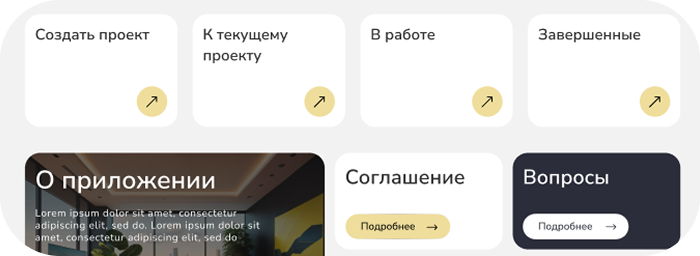 Создать проект
К текущему
проекту
В работе
Завершенные
О приложении
Lorem ipsum dolor sit amet, consectetur
adipiscing elit, sed do. Lorem ipsum dolor sit
amet, consectetur adipiscing elit, sed do
Соглашение
Подробнее →
Вопросы
Подробнее →